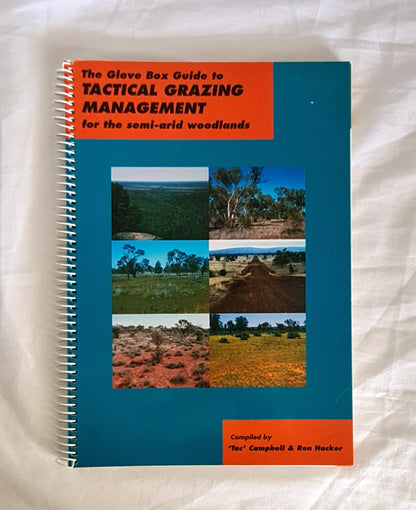 The Glove Box Guide to
TACTICAL GRAZING
MANAGEMENT
for the semi-arid woodlands
Compiled by
'Tac' Campbell & Ron Hacker